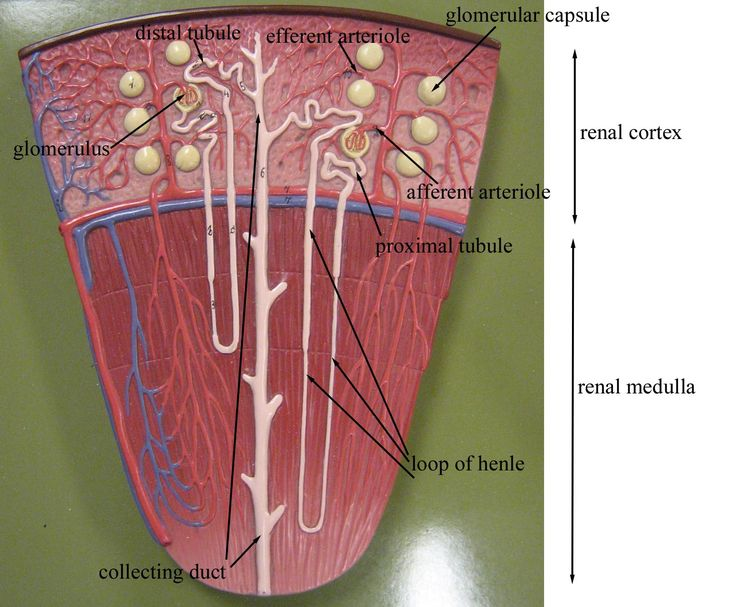 glomerular capsule
distal tubule
efferent arteriole
renal cortex
glomerulus
afferent arteriole
proximal tubule
renal medulla
loop of henle
collecting duct